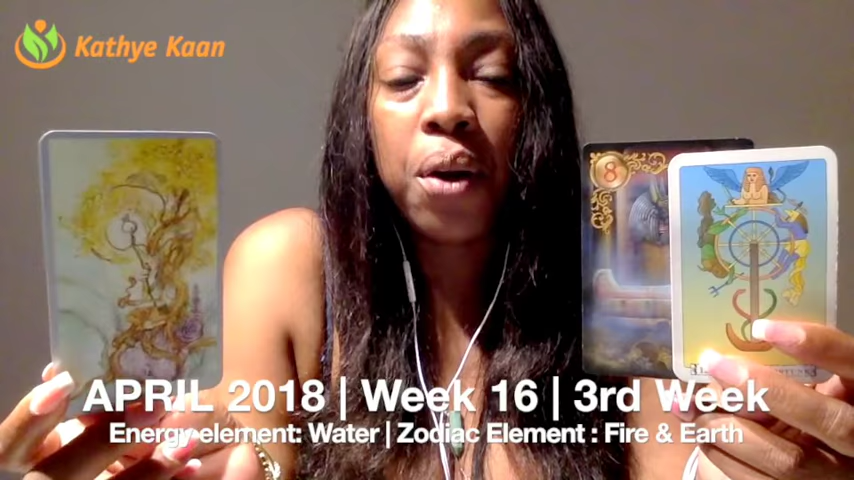 Kathye Kaan
8
APRIL 2018 | Week 16 | 3rd Week
Energy-element: Water | Zodiac Element : Fire & Earth